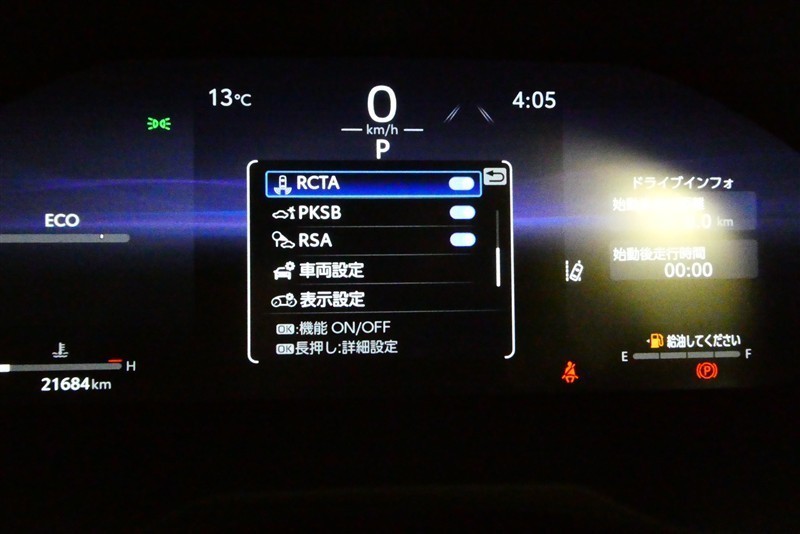 13℃
0
km/h
4:05
P
RCTA
PKSB
RSA
車両設定
表示設定
OK:機能 ON/OFF
OK長押し:詳細設定
ECO
H
21684km
ドライブインフォ
km
始動後走行時間
00:00
給油してください
E
F
(P)